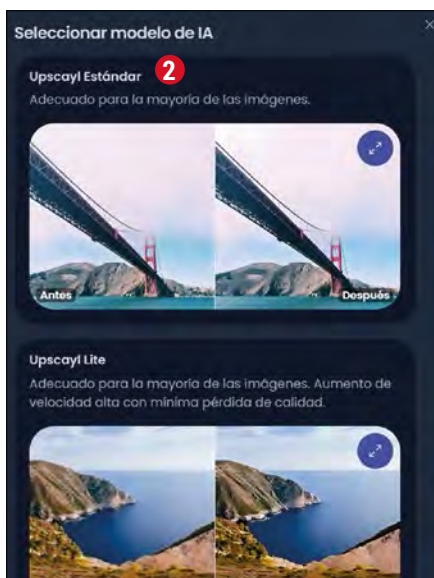 Seleccionar modelo de IA
Upscayl Estándar 2
Adecuado para la mayoría de las imágenes.
Antes Después
Upscayl Lite
Adecuado para la mayoría de las imágenes. Aumento de
velocidad alta con mínima pérdida de calidad.